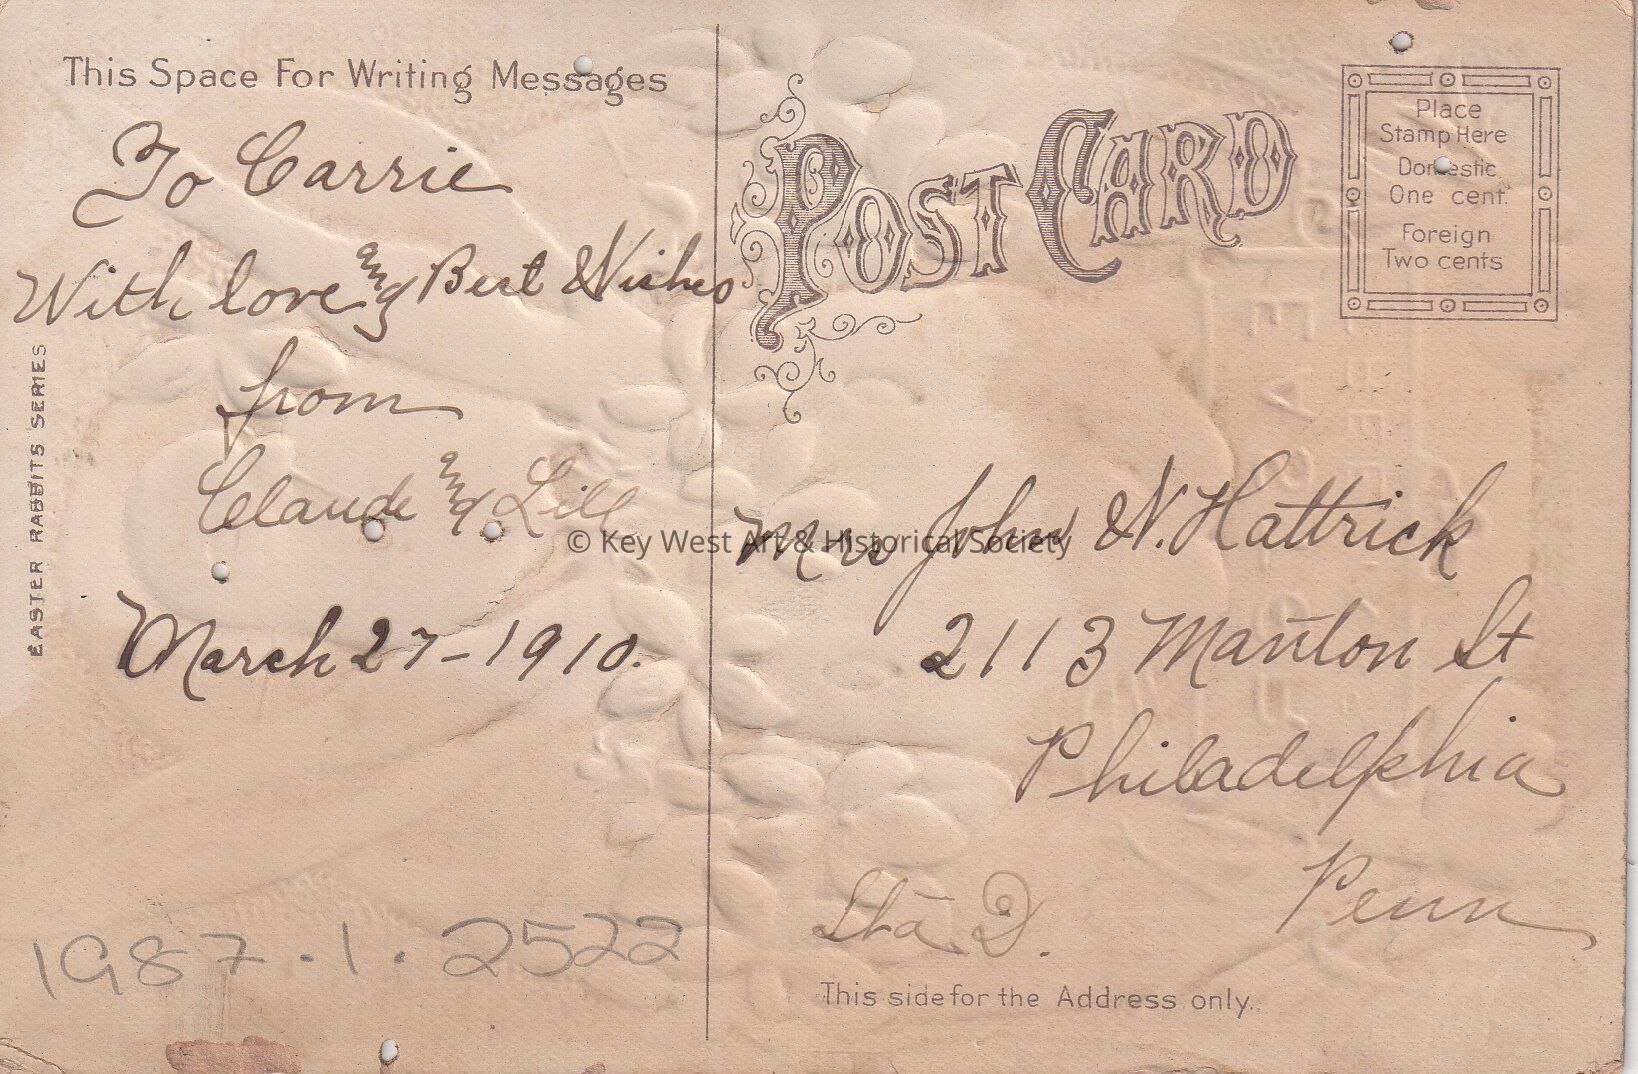 This Space For Writing Messages
To Carrie
With love and Best Wishes
from
Claude and Lill
March 27-1910.
EASTER RABBITS SERIES
1987.1.2522
POST CARD
Place
Stamp Here
Domestic
One cent.
Foreign
Two cents
Mrs John N. Hattrick
2113 Manton St
Philadelphia
Penn
Sta. D.
This side for the Address only.
© Key West Art & Historical Society